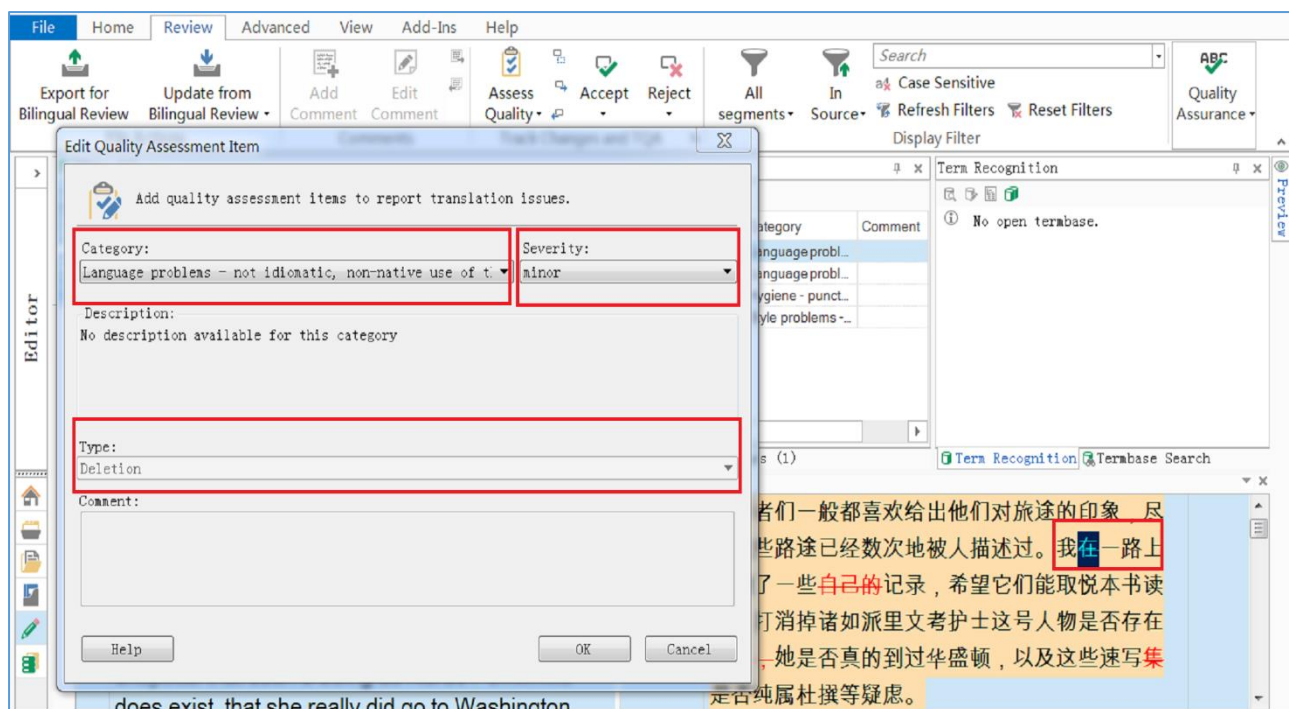 File Home Review Advanced View Add-Ins Help
Export for Bilingual Review
Update from Bilingual Review
Add Comment
Edit Comment
Assess Quality
Accept
Reject
All segments
In Source
Search
Case Sensitive
Refresh Filters Reset Filters
Display Filter
ABC
Quality Assurance
Edit Quality Assessment Item
Add quality assessment items to report translation issues.
Category:
Language problems - not idiomatic, non-native use of t
Severity:
minor
Description:
No description available for this category
Type:
Deletion
Comment:
Help OK Cancel
Editor
ategory Comment
anguage probl...
anguage probl...
ygiene - punct...
yle problems -...
s (1)
Term Recognition
No open termbase.
Term Recognition Termbase Search
Preview
者们一般都喜欢给出他们对旅途的印象，尽
些路途已经数次地被人描述过。我在一路上
了一些自己的记录，希望它们能取悦本书读
打消掉诸如派里文考护士这号人物是否存在
，她是否真的到过华盛顿，以及这些速写集
是否纯属杜撰等疑虑。
does exist, that she really did go to Washington